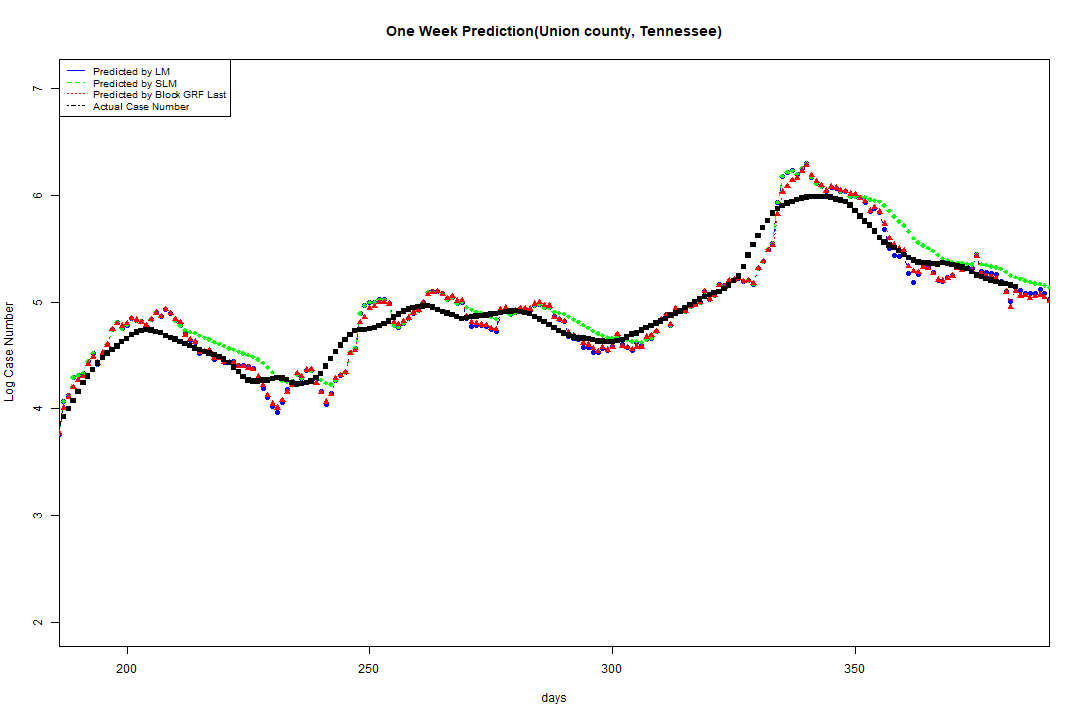 One Week Prediction(Union county, Tennessee)
Predicted by LM
Predicted by SLM
Predicted by Block GRF Last
Actual Case Number
7
6
5
4
3
2
Log Case Number
200
250
300
350
days